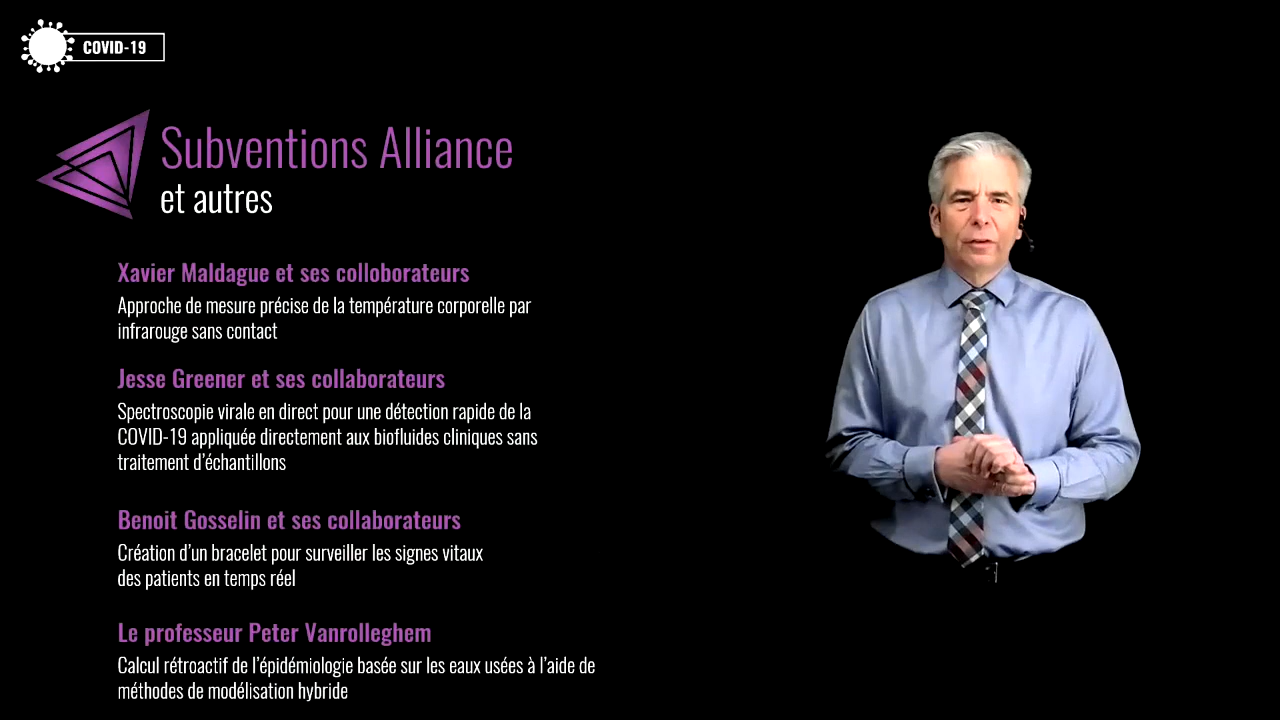 COVID-19
Subventions Alliance
et autres
Xavier Maldague et ses colloborateurs
Approche de mesure précise de la température corporelle par
infrarouge sans contact
Jesse Greener et ses collaborateurs
Spectroscopie virale en direct pour une détection rapide de la
COVID-19 appliquée directement aux biofluides cliniques sans
traitement d'échantillons
Benoit Gosselin et ses collaborateurs
Création d'un bracelet pour surveiller les signes vitaux
des patients en temps réel
Le professeur Peter Vanrolleghem
Calcul rétroactif de l'épidémiologie basée sur les eaux usées à l'aide de
méthodes de modélisation hybride